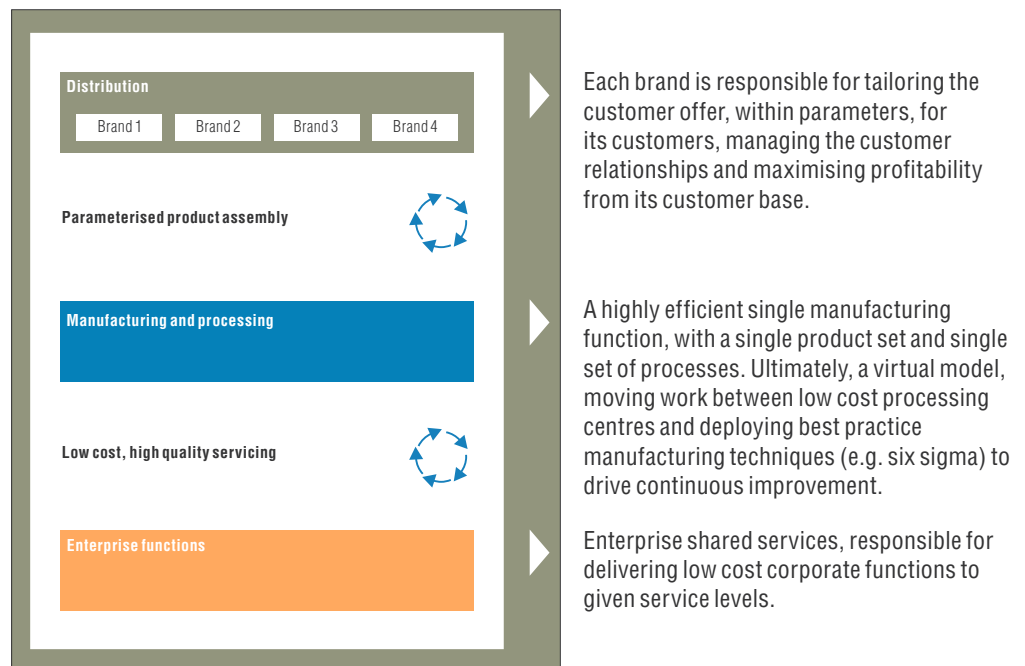 Distribution
Brand 1 Brand 2 Brand 3 Brand 4
Each brand is responsible for tailoring the
customer offer, within parameters, for
its customers, managing the customer
relationships and maximising profitability
from its customer base.
Parameterised product assembly
Manufacturing and processing
A highly efficient single manufacturing
function, with a single product set and single
set of processes. Ultimately, a virtual model,
moving work between low cost processing
centres and deploying best practice
manufacturing techniques (e.g. six sigma) to
drive continuous improvement.
Low cost, high quality servicing
Enterprise functions
Enterprise shared services, responsible for
delivering low cost corporate functions to
given service levels.